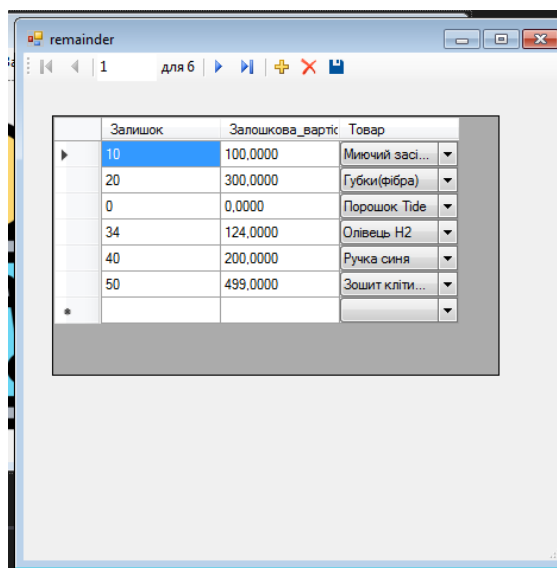 remainder
1 для 6
Залишок Залошкова_вартіс Товар
10 100,0000 Миючий засі...
20 300,0000 Губки(фібра)
0 0,0000 Порошок Tide
34 124,0000 Олівець H2
40 200,0000 Ручка синя
50 499,0000 Зошит кліти...